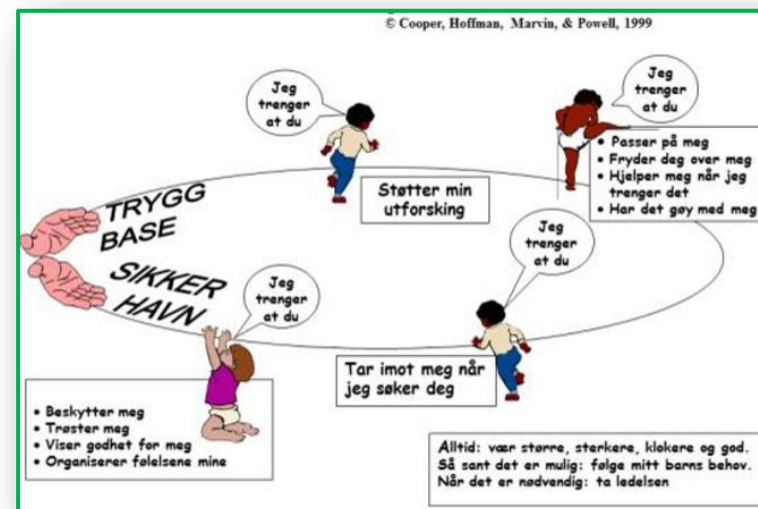 © Cooper, Hoffman, Marvin, & Powell, 1999
Jeg
trenger
at du
Jeg
trenger
at du
• Passer på meg
• Fryder deg over meg
• Hjelper meg når jeg
trenger det
• Har det gøy med meg
Støtter min
utforsking
TRYGG
BASE
SIKKER
HAVN
Jeg
trenger
at du
Jeg
trenger
at du
Tar imot meg når
jeg søker deg
• Beskytter meg
• Trøster meg
• Viser godhet for meg
• Organiserer følelsene mine
Alltid: vær større, sterkere, klokere og god.
Så sant det er mulig: følge mitt barns behov.
Når det er nødvendig: ta ledelsen